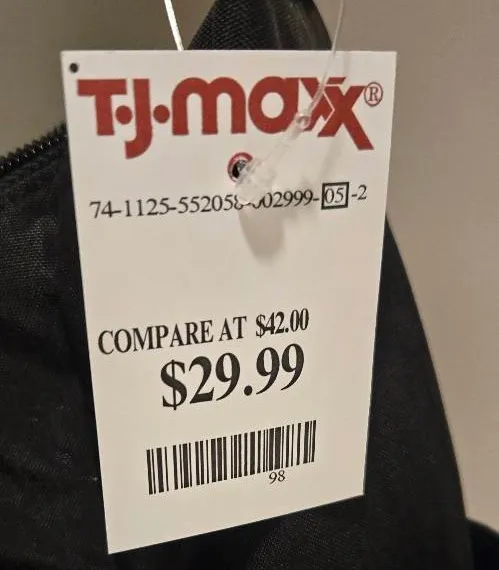 T·J·maxx®
74-1125-552058-002999-05-2
COMPARE AT $42.00
$29.99
98